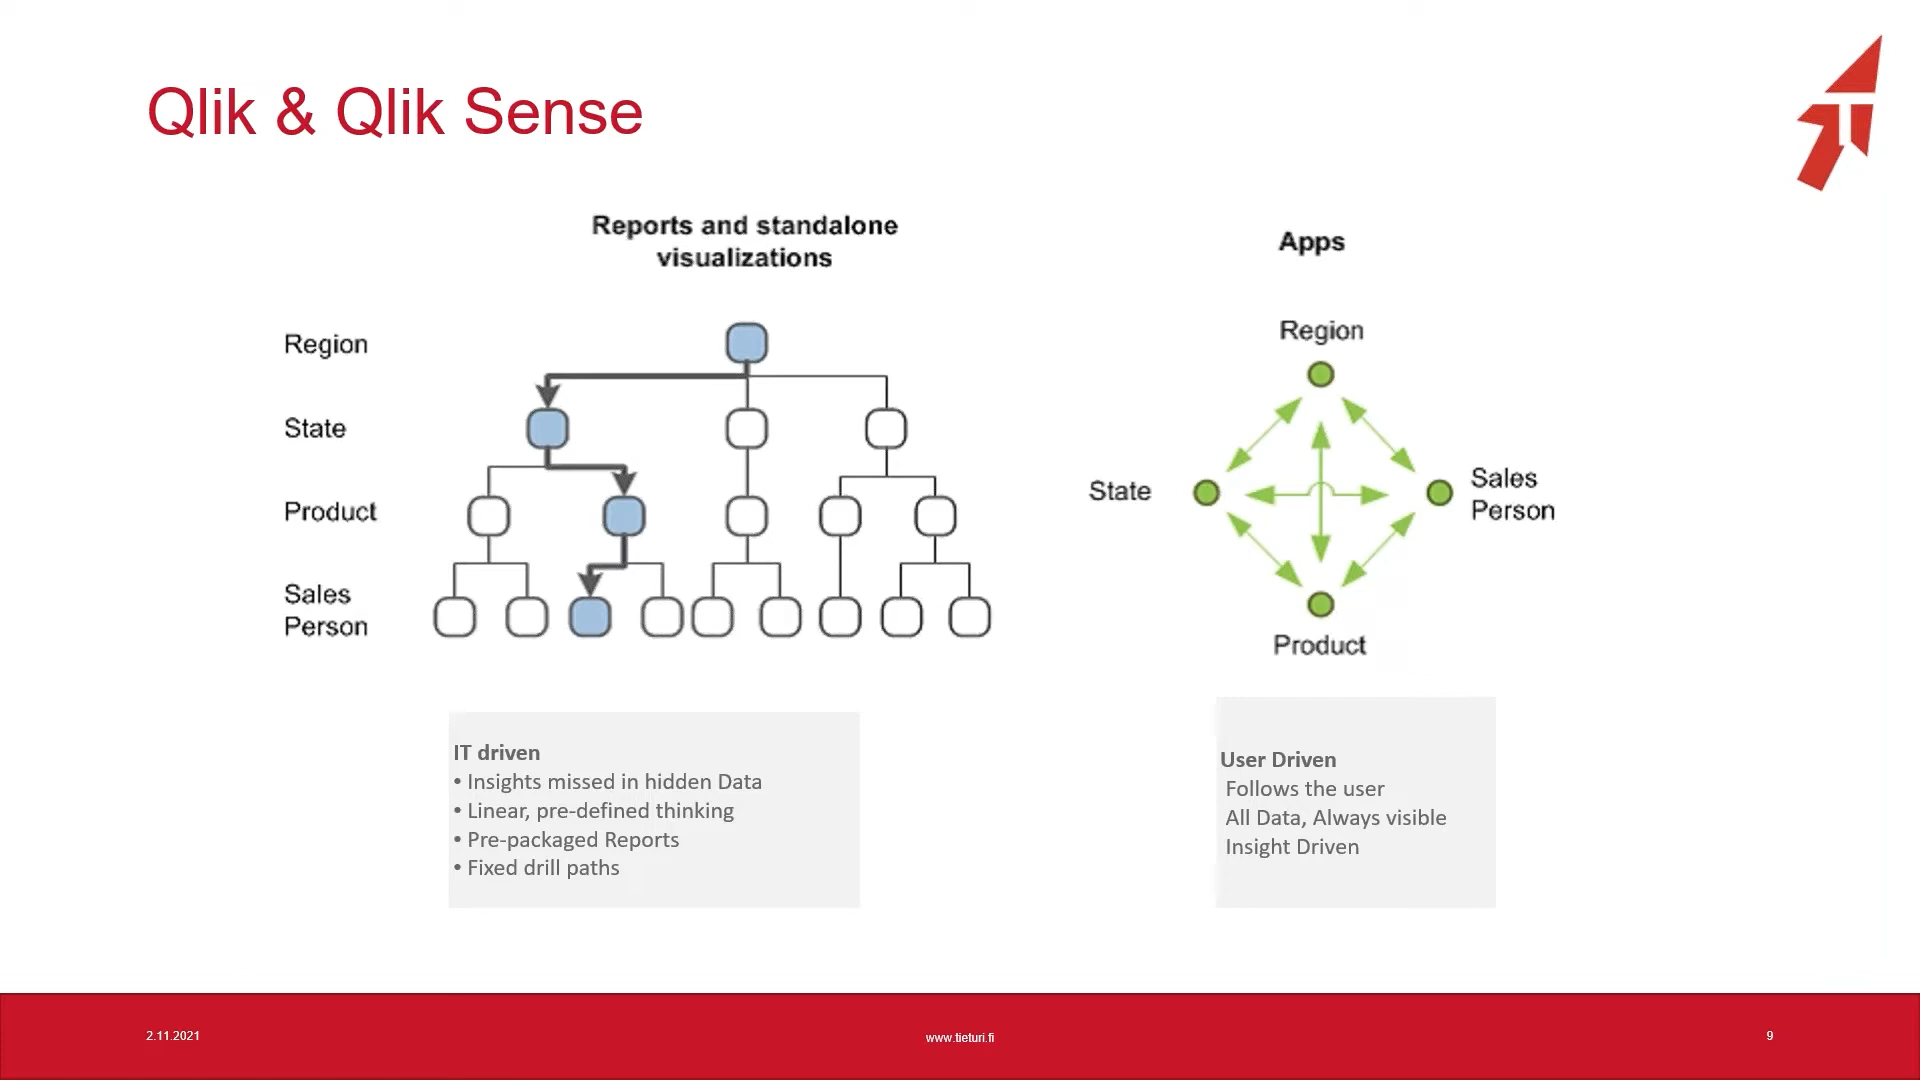 Qlik & Qlik Sense
Reports and standalone
visualizations
Region
State
Product
Sales
Person
Apps
Region
State
Sales
Person
Product
IT driven
• Insights missed in hidden Data
• Linear, pre-defined thinking
• Pre-packaged Reports
• Fixed drill paths
User Driven
Follows the user
All Data, Always visible
Insight Driven
2.11.2021
www.tieturi.fi
9